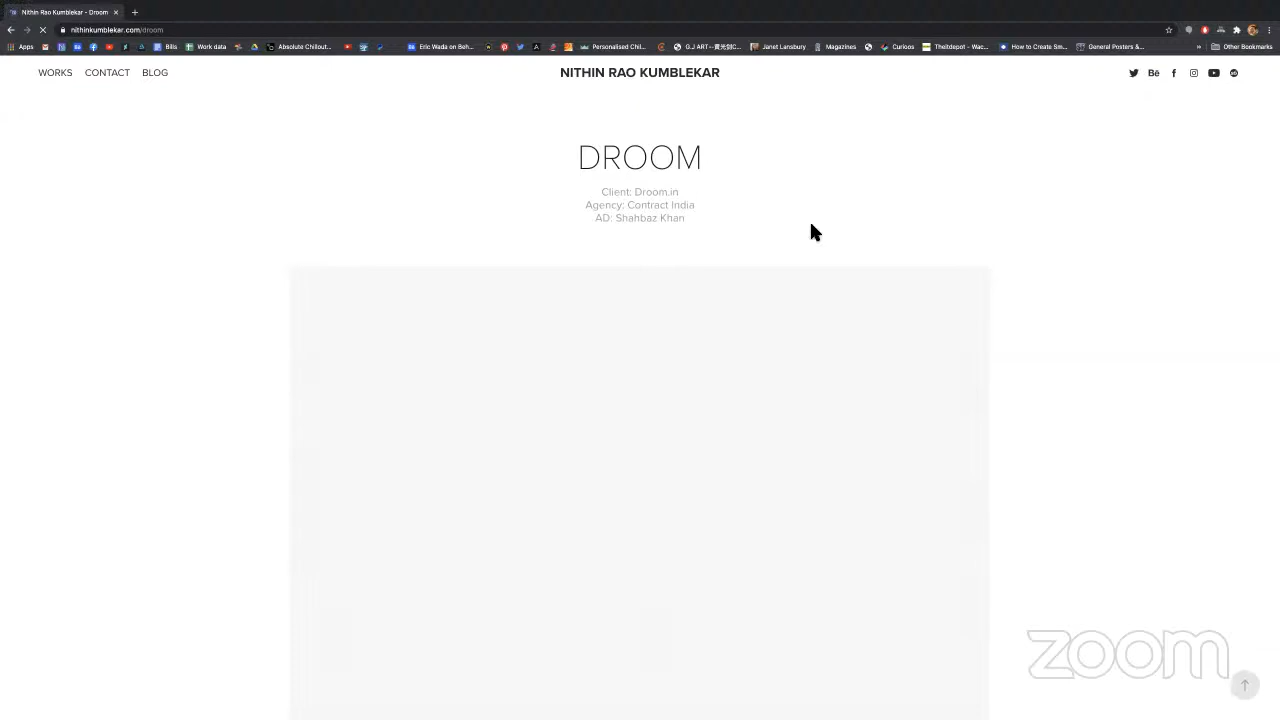 Nithin Rao Kumblekar - Droom
nithinkumblekar.com/droom
Apps Bills Work data Absolute Chillout... Eric Wada on Beh... Personalised Chil... Janet Lansbury Magazines Curioos Theitdepot - Wac... How to Create Sm... General Posters &... » Other Bookmarks
WORKS CONTACT BLOG NITHIN RAO KUMBLEKAR
DROOM
Client: Droom.in
Agency: Contract India
AD: Shahbaz Khan
zoom